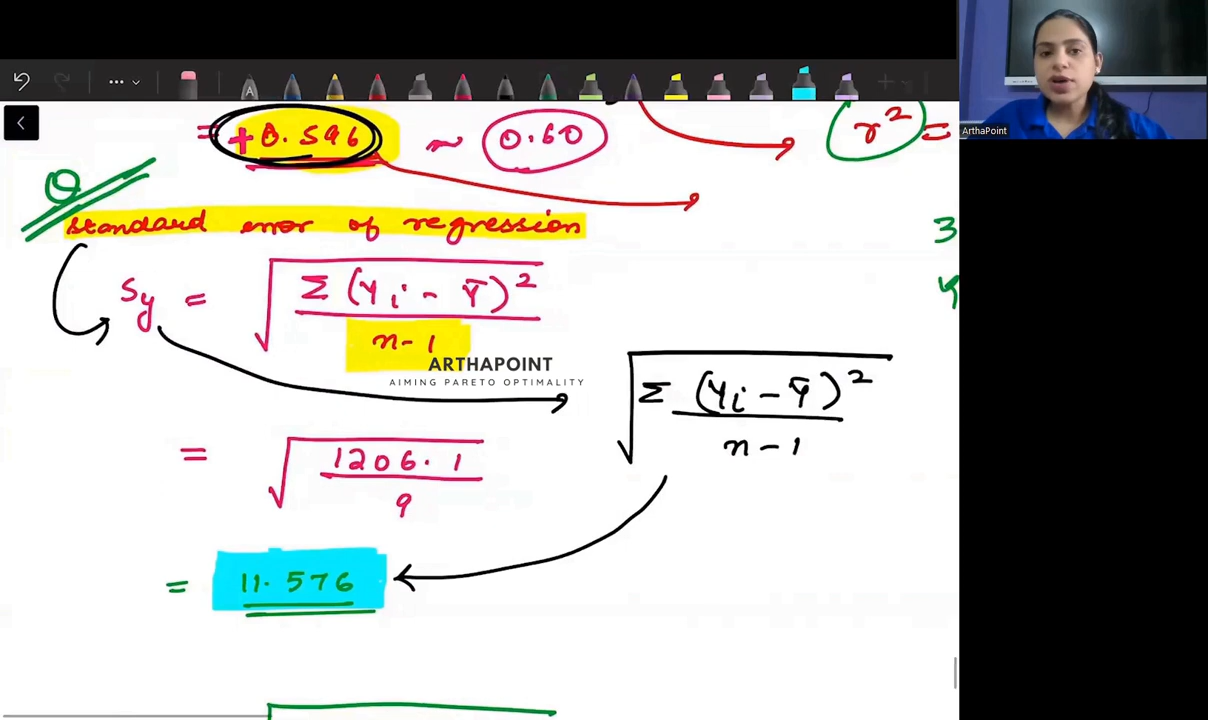 = +0.596 ~ 0.60
r² =
Q
Standard error of regression
3
Sy = √ Σ (Yi - Ȳ)² / n-1
ARTHAPOINT
AIMING PARETO OPTIMALITY
√ Σ (Yi - Ȳ)² / n-1
= √ 1206.1 / 9
= 11.576
ArthaPoint